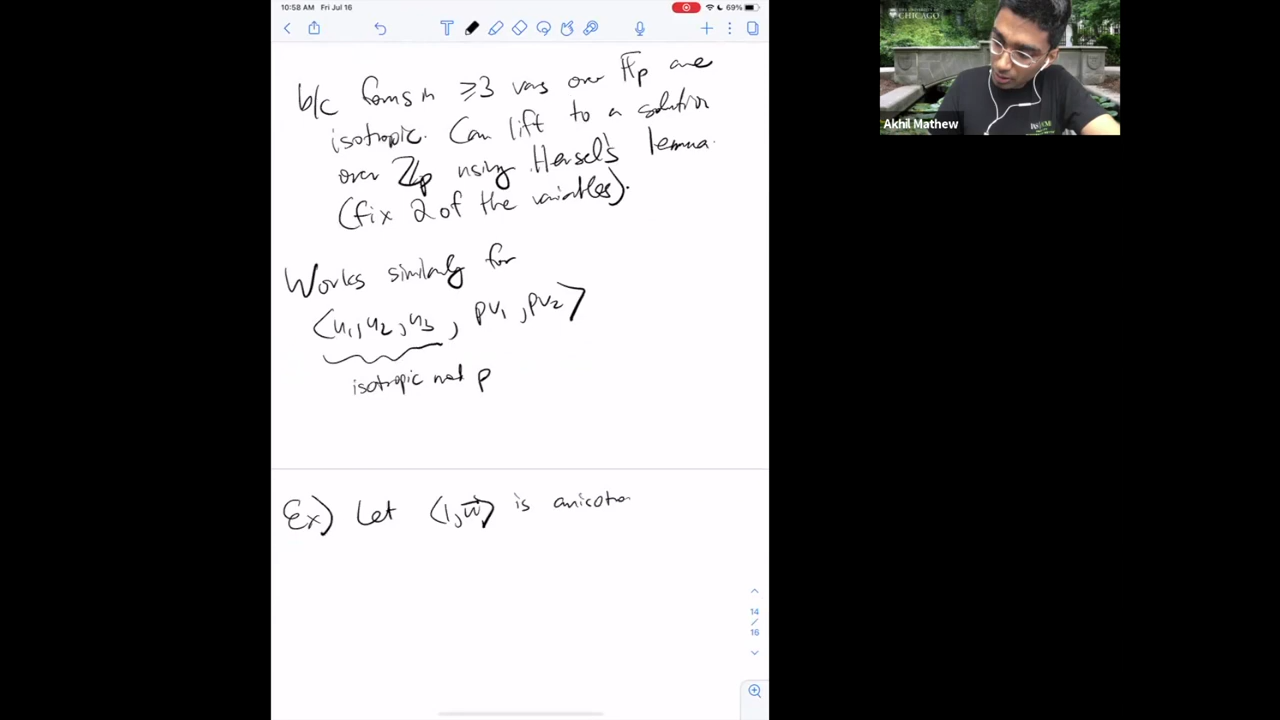 10:58 AM Fri Jul 16
69%
b/c forms in ≥3 vars over 𝔽p are
isotropic. Can lift to a solution
over ℤp using Hensel's lemma.
(fix 2 of the variables).
Works similarly for
⟨u₁,u₂,u₃, pv₁, pv₂⟩
isotropic mod p
Ex) Let is anisotro
14
/
16
CHICAGO
Akhil Mathew